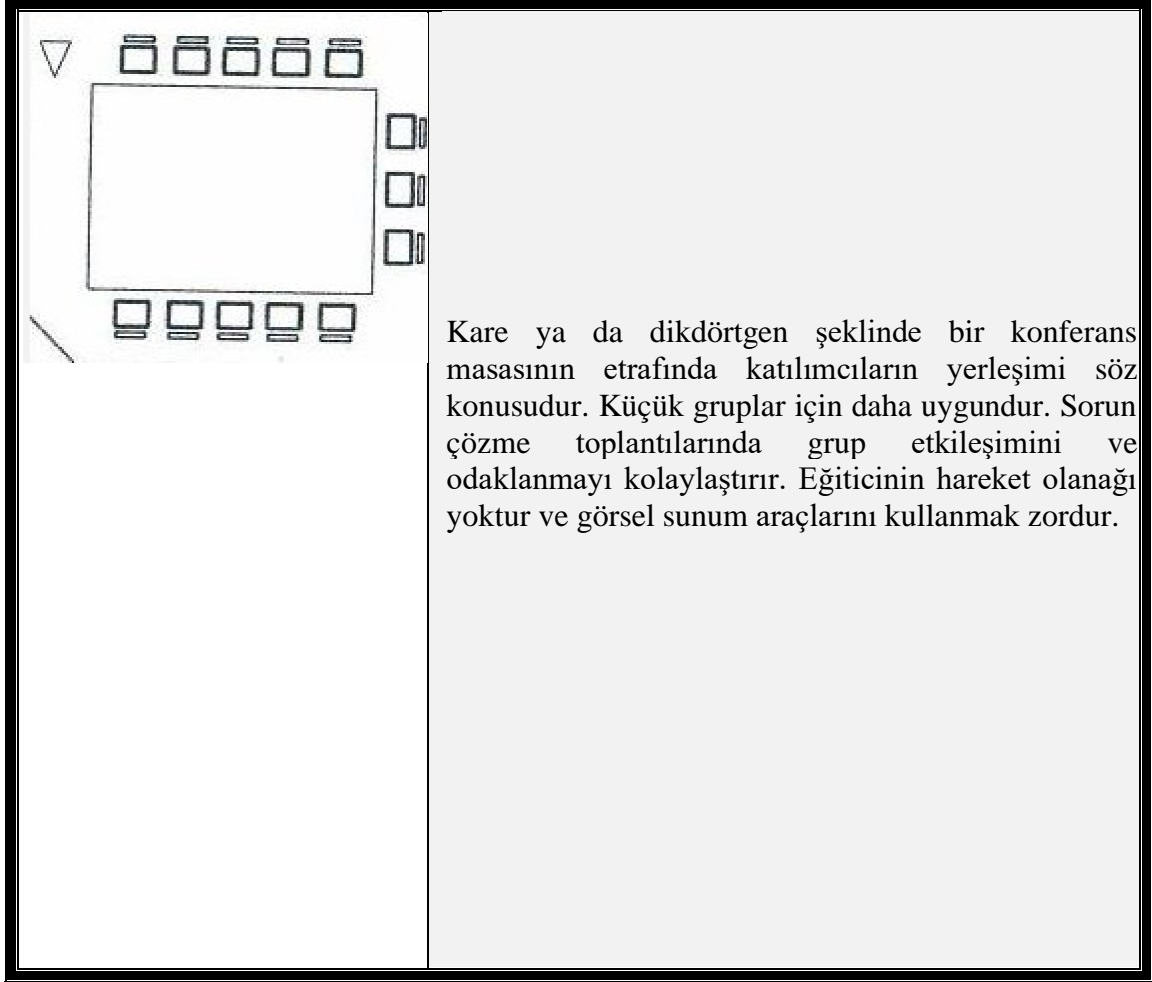 Kare ya da dikdörtgen şeklinde bir konferans
masasının etrafında katılımcıların yerleşimi söz
konusudur. Küçük gruplar için daha uygundur. Sorun
çözme toplantılarında grup etkileşimini ve
odaklanmayı kolaylaştırır. Eğiticinin hareket olanağı
yoktur ve görsel sunum araçlarını kullanmak zordur.